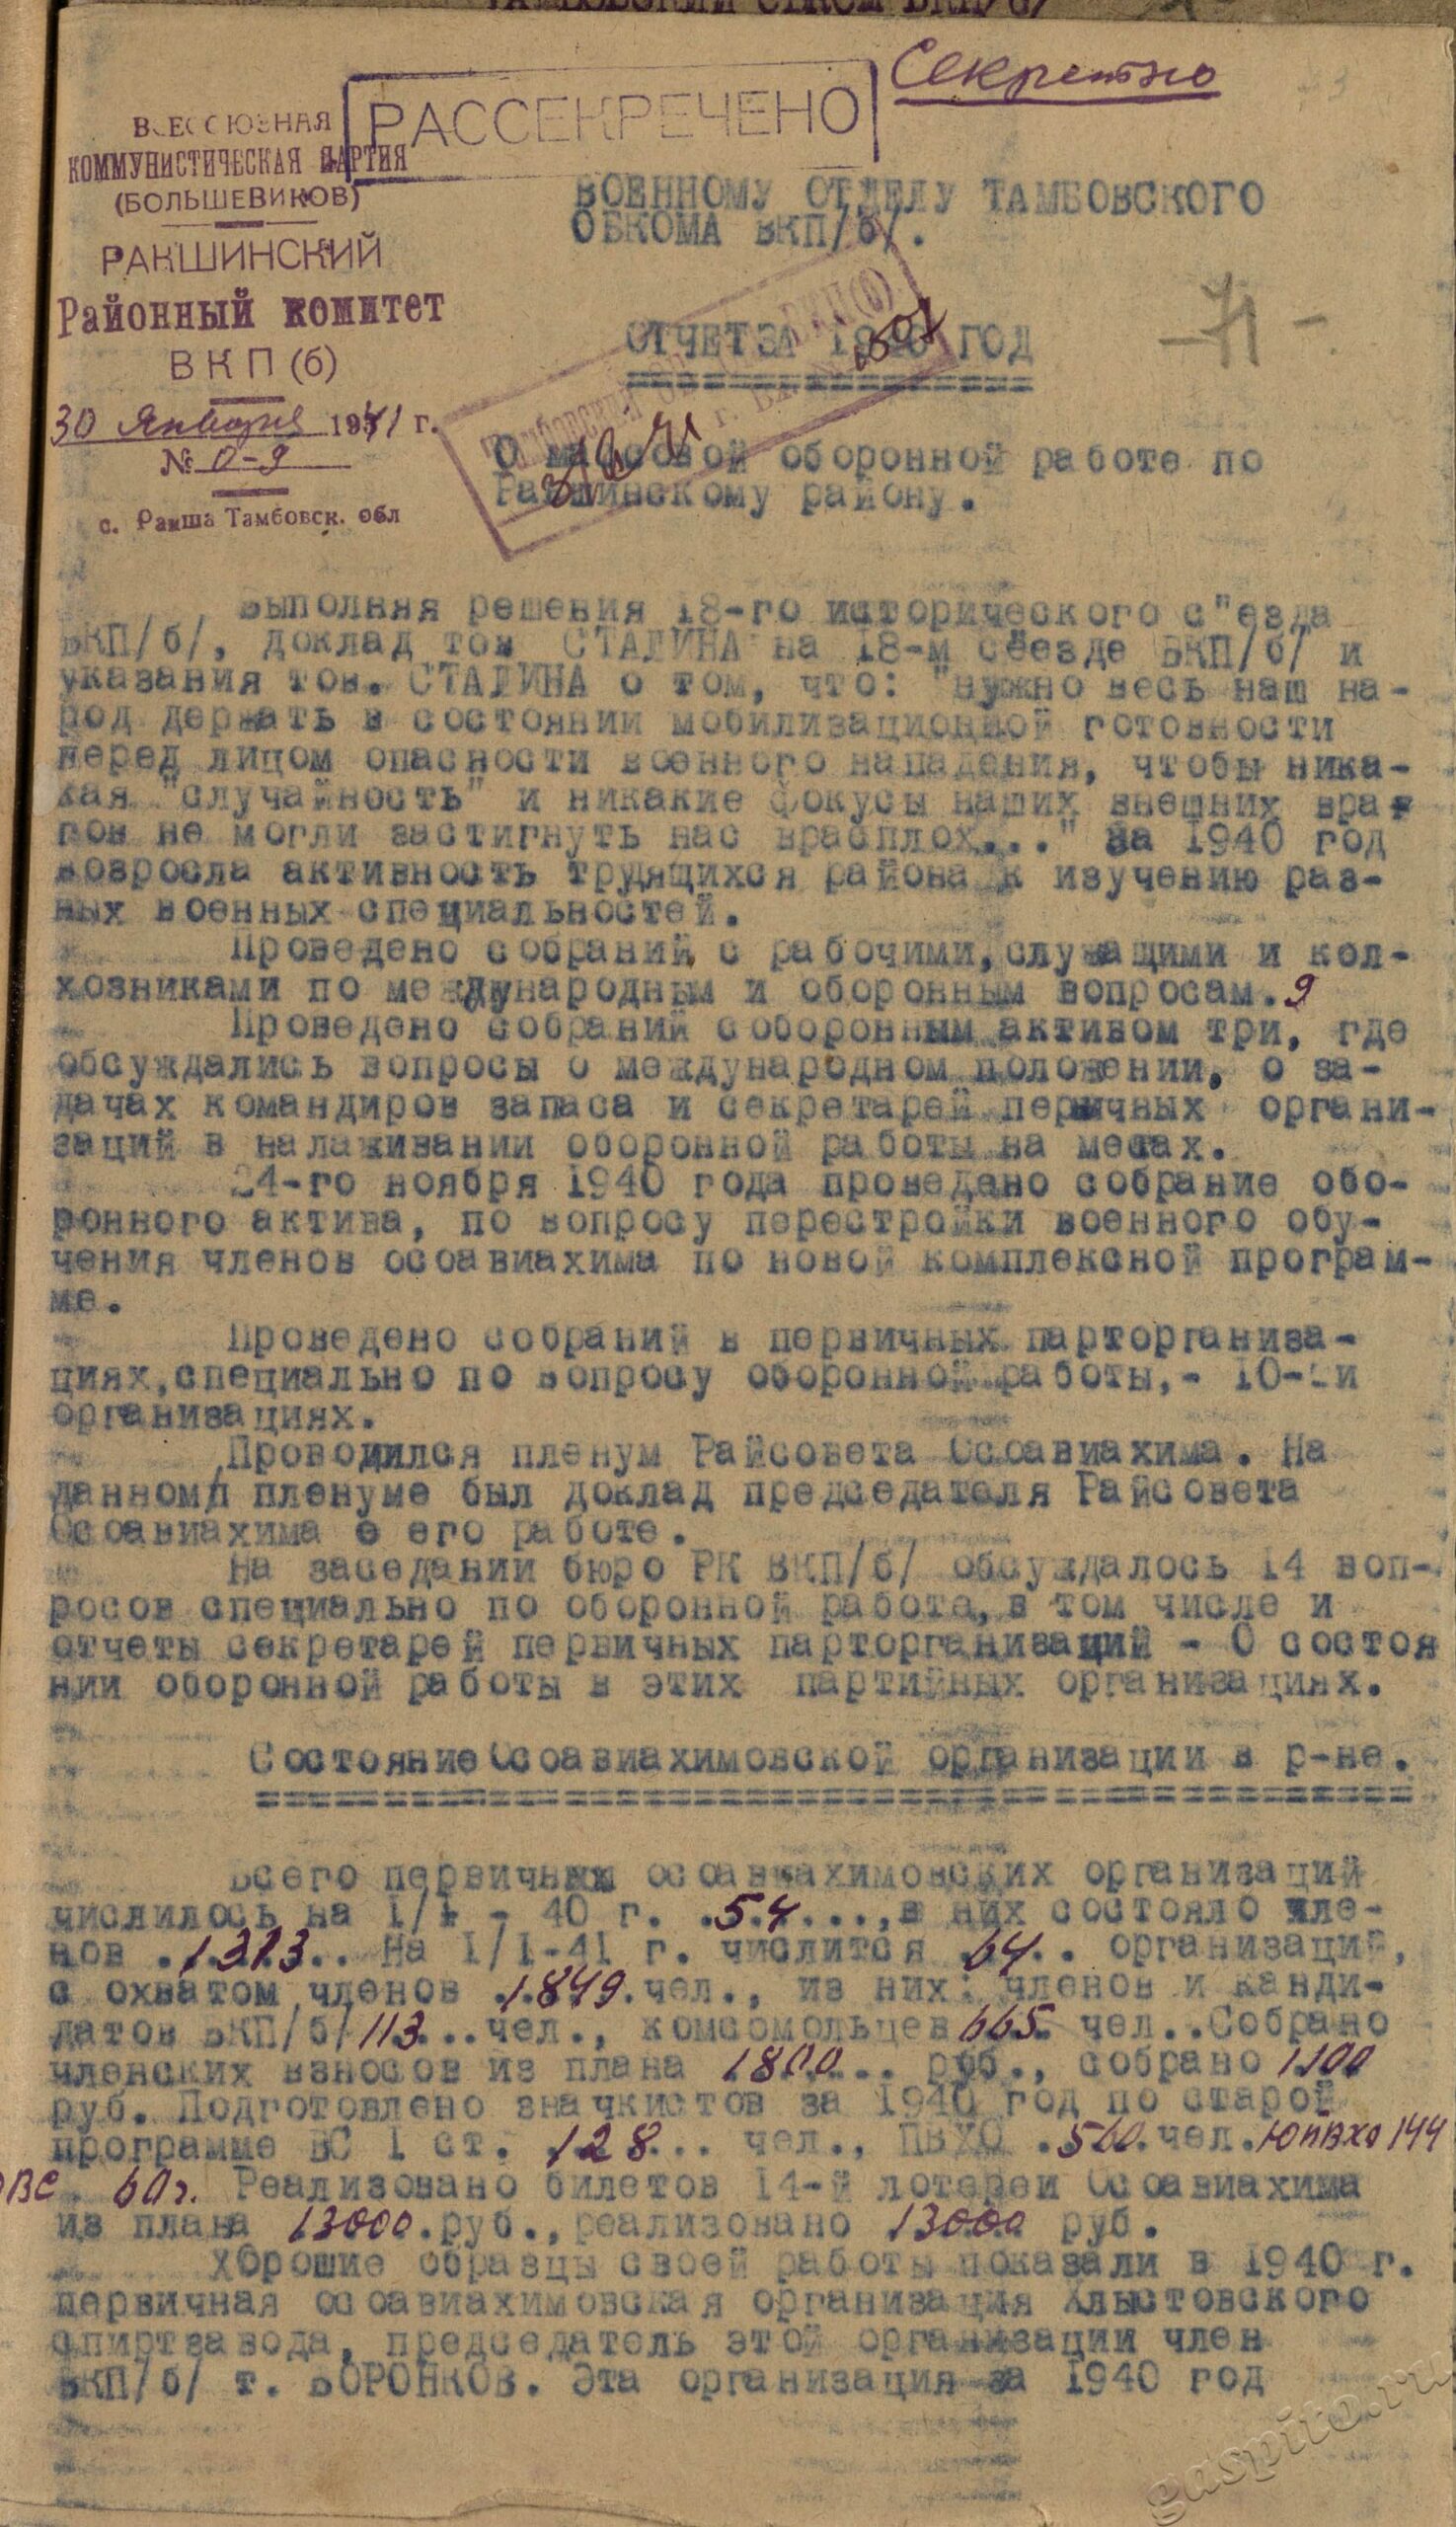 Секретно
РАССЕКРЕЧЕНО
ВСЕСОЮЗНАЯ
КОММУНИСТИЧЕСКАЯ ПАРТИЯ
(БОЛЬШЕВИКОВ)
РАКШИНСКИЙ
Районный комитет
ВКП(б)
30 Января 1941 г.
№ 0-9
с. Ракша Тамбовск. обл
ВОЕННОМУ ОТДЕЛУ ТАМБОВСКОГО
ОБКОМА ВКП/б/.
- 71 -
ОТЧЕТ ЗА 1940 ГОД
О массовой оборонной работе по
Ракшинскому району.
Выполняя решения 18-го исторического с"езда
ВКП/б/, доклад тов СТАЛИНА на 18-м с"езде ВКП/б/ и
указания тов. СТАЛИНА о том, что: "нужно весь наш на-
род держать в состоянии мобилизационной готовности
перед лицом опасности военного нападения, чтобы ника-
кая "случайность" и никакие фокусы наших внешних вра-
гов не могли застигнуть нас врасплох..." За 1940 год
возросла активность трудящихся района к изучению раз-
ных военных специальностей.
Проведено собраний с рабочими, служащими и кол-
хозниками по международным и оборонным вопросам. 9
Проведено собраний с оборонным активом три, где
обсуждались вопросы о международном положении, о за-
дачах командиров запаса и секретарей первичных органи-
заций в налаживании оборонной работы на местах.
24-го ноября 1940 года проведено собрание обо-
ронного актива, по вопросу перестройки военного обу-
чения членов осоавиахима по новой комплексной програм-
ме.
Проведено собраний в первичных парторганиза-
циях, специально по вопросу оборонной работы,- 10-ти
организациях.
Проводился пленум Райсовета Осоавиахима. На
данном пленуме был доклад председателя Райсовета
Осоавиахима о его работе.
На заседании бюро РК ВКП/б/ обсуждалось 14 воп-
росов специально по оборонной работе, в том числе и
отчеты секретарей первичных парторганизаций - О состоя
нии оборонной работы в этих партийных организациях.
Состояние Осоавиахимовской организации в р-не.
Всего первичных осоавиахимовских организаций
числилось на 1/1 - 40 г. .54...., в них состояло чле-
нов .1313.. На 1/1-41 г. числится .64.. организаций,
с охватом членов .1849.чел., из них: членов и канди-
датов ВКП/б/ 113...чел., комсомольцев 665. чел..Собрано
членских взносов из плана 1800... руб., собрано 1100
руб. Подготовлено значкистов за 1940 год по старой
программе ВС 1 ст. .128... чел., ПВХО .560.чел. ЮПВХО 144
ЮВС 60ч. Реализовано билетов 14-й лотереи Осоавиахима
из плана 13000.руб., реализовано 13000 руб.
Хорошие образцы своей работы показали в 1940 г.
первичная осоавиахимовская организация Хлыстовского
спиртзавода, председатель этой организации член
ВКП/б/ т. ВОРОНКОВ. Эта организация за 1940 год
gaspito.ru